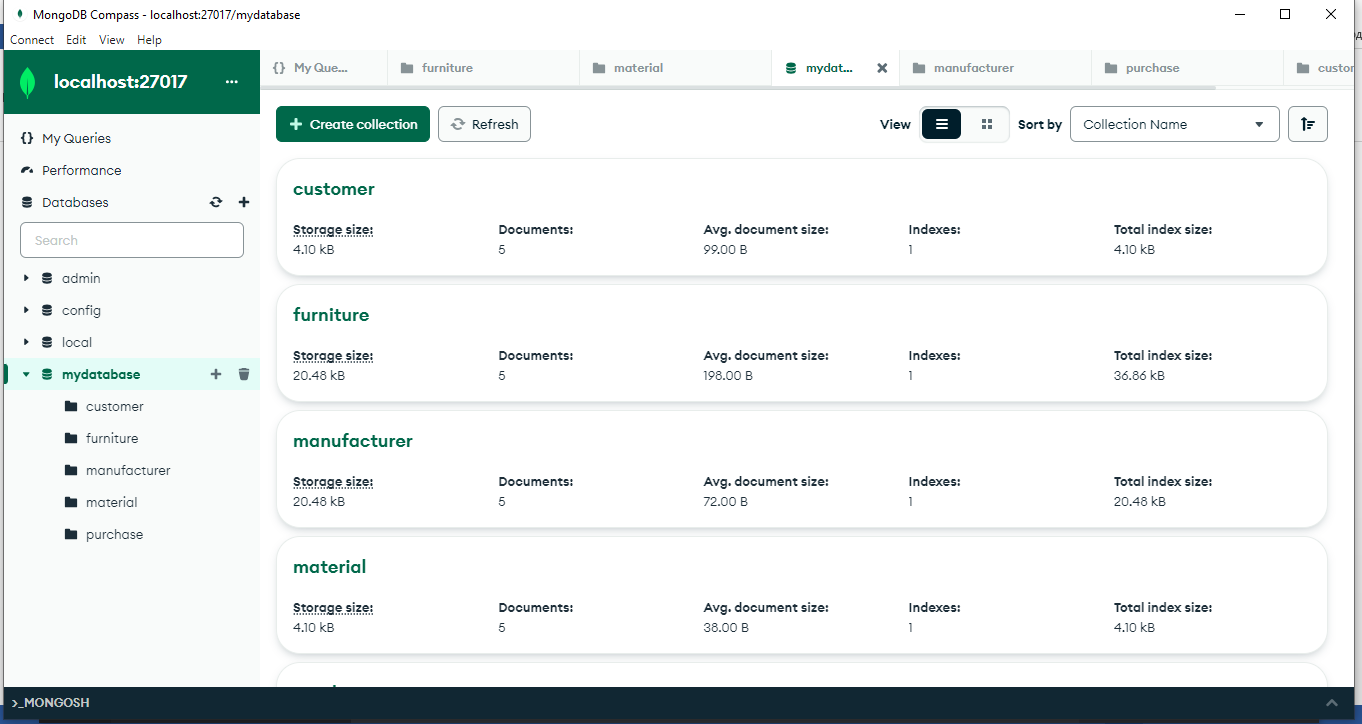 MongoDB Compass - localhost:27017/mydatabase
Connect Edit View Help
localhost:27017 ...
{} My Queries
Performance
Databases
Search
admin
config
local
mydatabase
customer
furniture
manufacturer
material
purchase
{} My Que... furniture material mydat... manufacturer purchase custor
+ Create collection Refresh View Sort by Collection Name
customer
Storage size: Documents: Avg. document size: Indexes: Total index size:
4.10 kB 5 99.00 B 1 4.10 kB
furniture
Storage size: Documents: Avg. document size: Indexes: Total index size:
20.48 kB 5 198.00 B 1 36.86 kB
manufacturer
Storage size: Documents: Avg. document size: Indexes: Total index size:
20.48 kB 5 72.00 B 1 20.48 kB
material
Storage size: Documents: Avg. document size: Indexes: Total index size:
4.10 kB 5 38.00 B 1 4.10 kB
>_MONGOSH